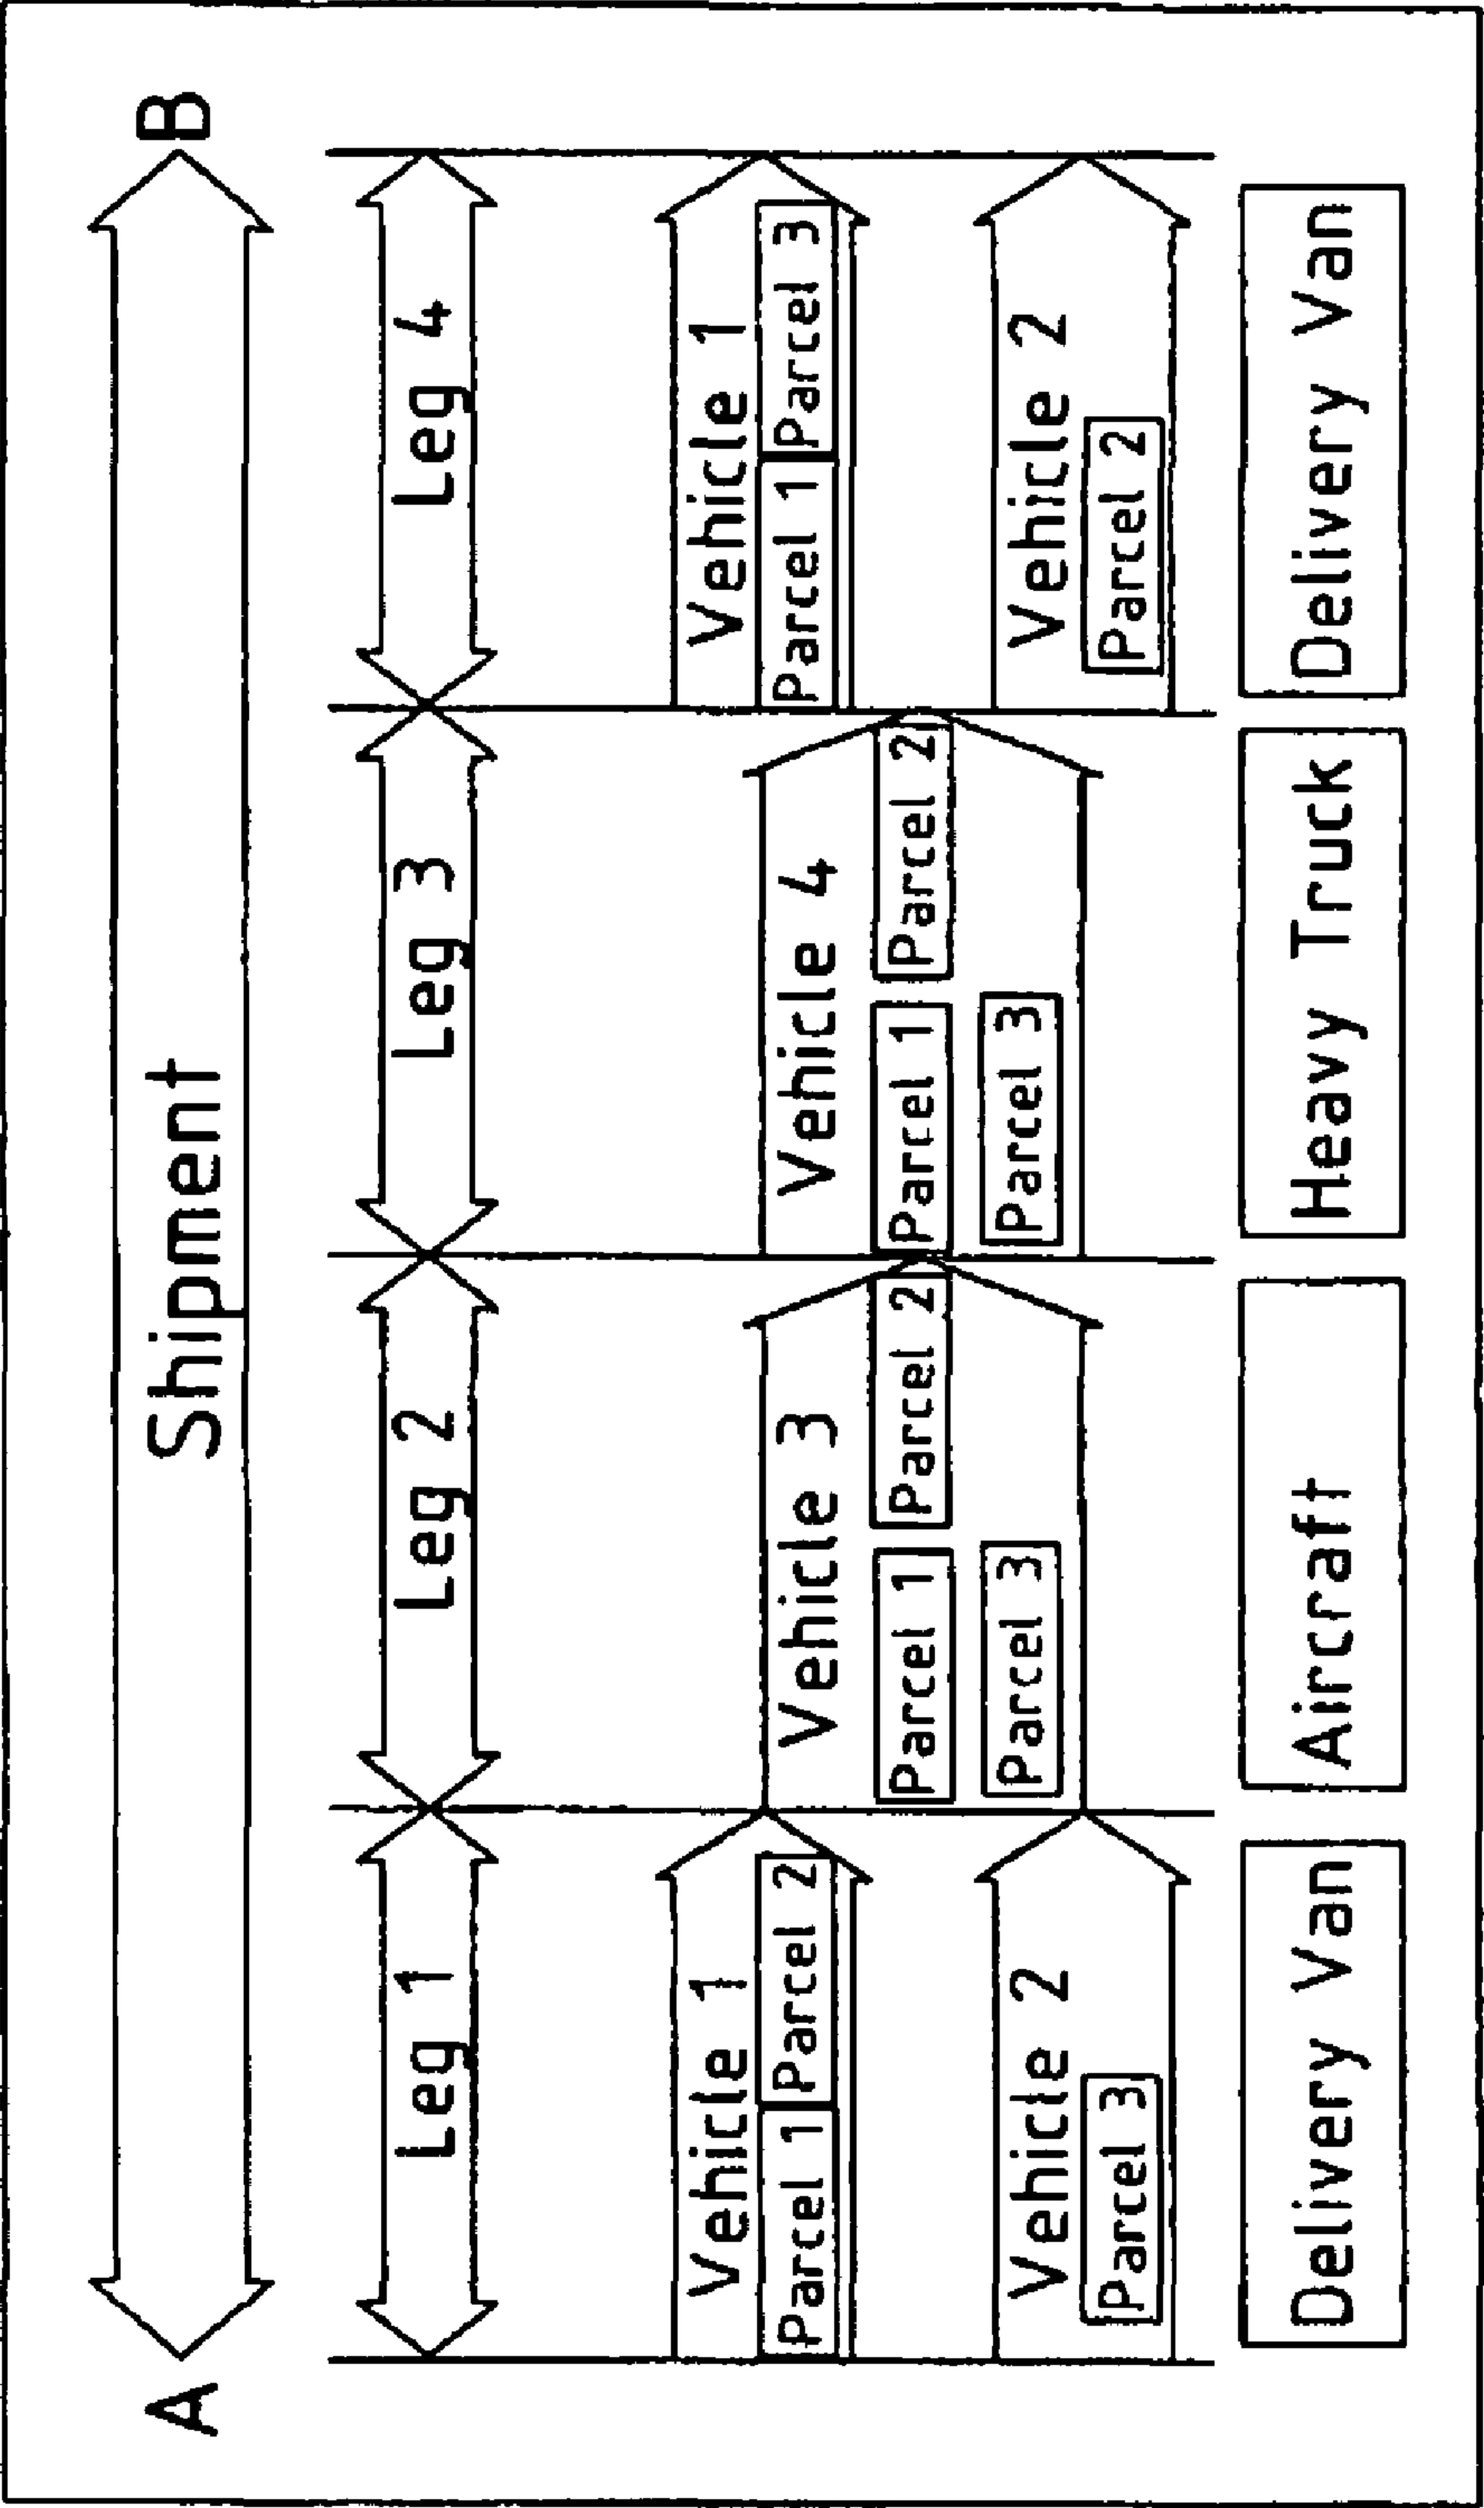 A Shipment B
Leg 1 Leg 2 Leg 3 Leg 4
Vehicle 1
Parcel 1 Parcel 2
Vehicle 2
Parcel 3
Vehicle 3
Parcel 1 Parcel 2
Parcel 3
Vehicle 4
Parcel 1 Parcel 2
Parcel 3
Vehicle 1
Parcel 1 Parcel 3
Vehicle 2
Parcel 2
Delivery Van Aircraft Heavy Truck Delivery Van